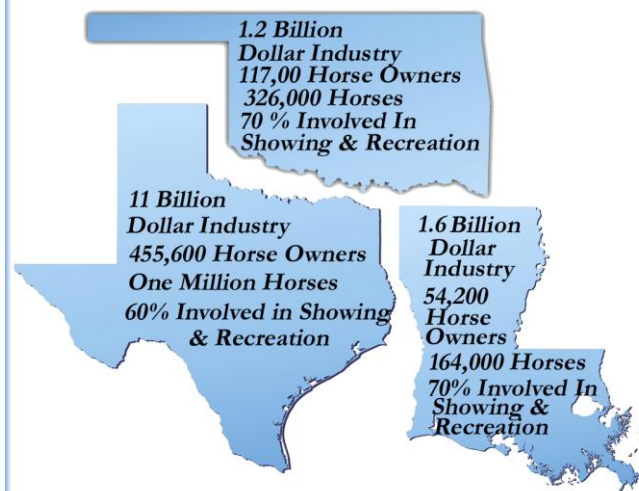 1.2 Billion
Dollar Industry
117,00 Horse Owners
326,000 Horses
70 % Involved In
Showing & Recreation
11 Billion
Dollar Industry
455,600 Horse Owners
One Million Horses
60% Involved in Showing
& Recreation
1.6 Billion
Dollar
Industry
54,200
Horse
Owners
164,000 Horses
70% Involved In
Showing &
Recreation